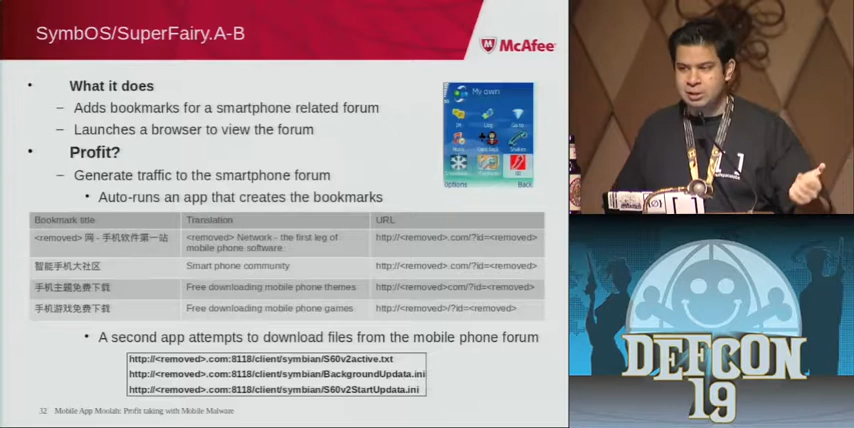 SymbOS/SuperFairy.A-B
McAfee
• What it does
– Adds bookmarks for a smartphone related forum
– Launches a browser to view the forum
• Profit?
– Generate traffic to the smartphone forum
• Auto-runs an app that creates the bookmarks
My own
Options Back
Bookmark title Translation URL
<removed> 网 - 手机软件第一站 <removed> Network - the first leg of http://<removed>.com/?id=<removed>
mobile phone software
智能手机大社区 Smart phone community http://<removed>.com/?id=<removed>
手机主题免费下载 Free downloading mobile phone themes http://<removed>com/?id=<removed>
手机游戏免费下载 Free downloading mobile phone games http://<removed>/?id=<removed>
• A second app attempts to download files from the mobile phone forum
http://<removed>.com:8118/client/symbian/S60v2active.txt
http://<removed>.com:8118/client/symbian/BackgroundUpdata.ini
http://<removed>.com:8118/client/symbian/S60v2StartUpdata.ini
32 Mobile App Moolah: Profit taking with Mobile Malware
DEFCON
19